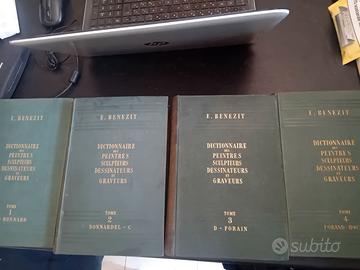 E. BENEZIT
DICTIONNAIRE
DES
PEINTRES
SCULPTEURS
DESSINATEURS
ET
GRAVEURS
TOME
1
BONNARD
E. BENEZIT
DICTIONNAIRE
DES
PEINTRES
SCULPTEURS
DESSINATEURS
ET
GRAVEURS
TOME
2
BONNARDEL - C
E. BENEZIT
DICTIONNAIRE
DES
PEINTRES
SCULPTEURS
DESSINATEURS
ET
GRAVEURS
TOME
3
D - FORAIN
E. BENEZIT
DICTIONNAIRE
DES
PEINTRES
SCULPTEURS
DESSINATEURS
ET
GRAVEURS
TOME
4
subito